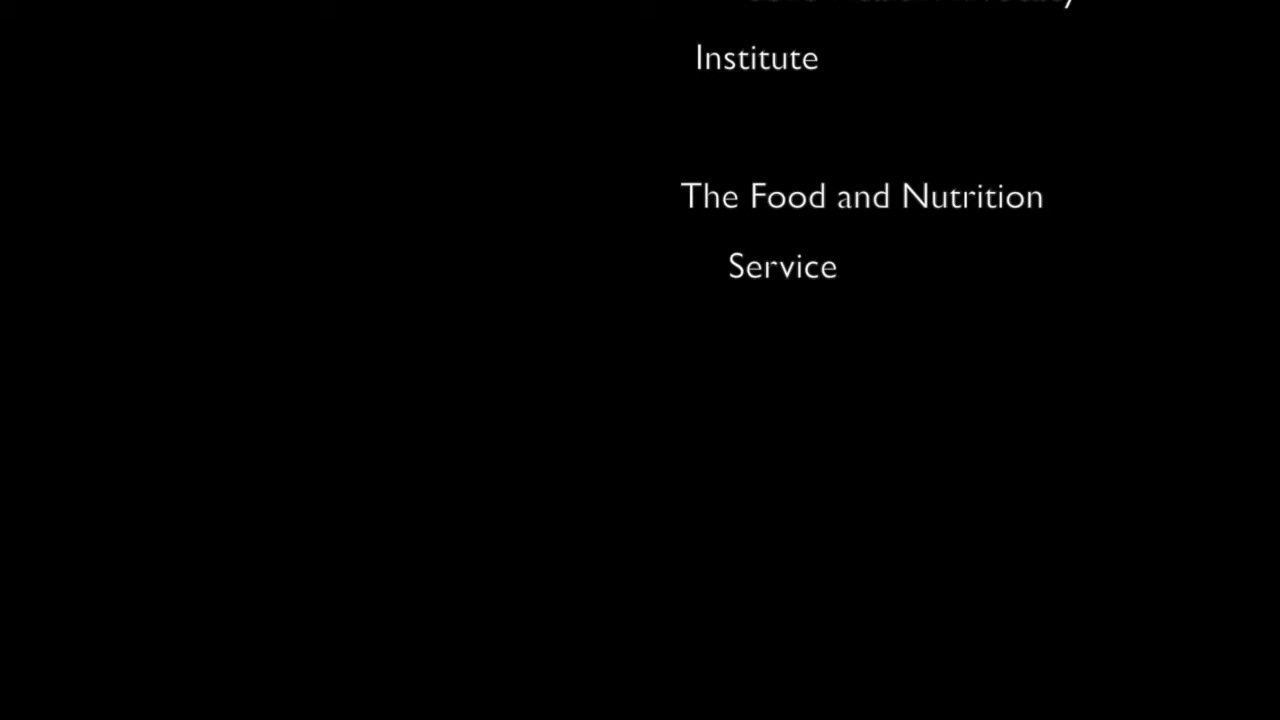 Institute
The Food and Nutrition
Service